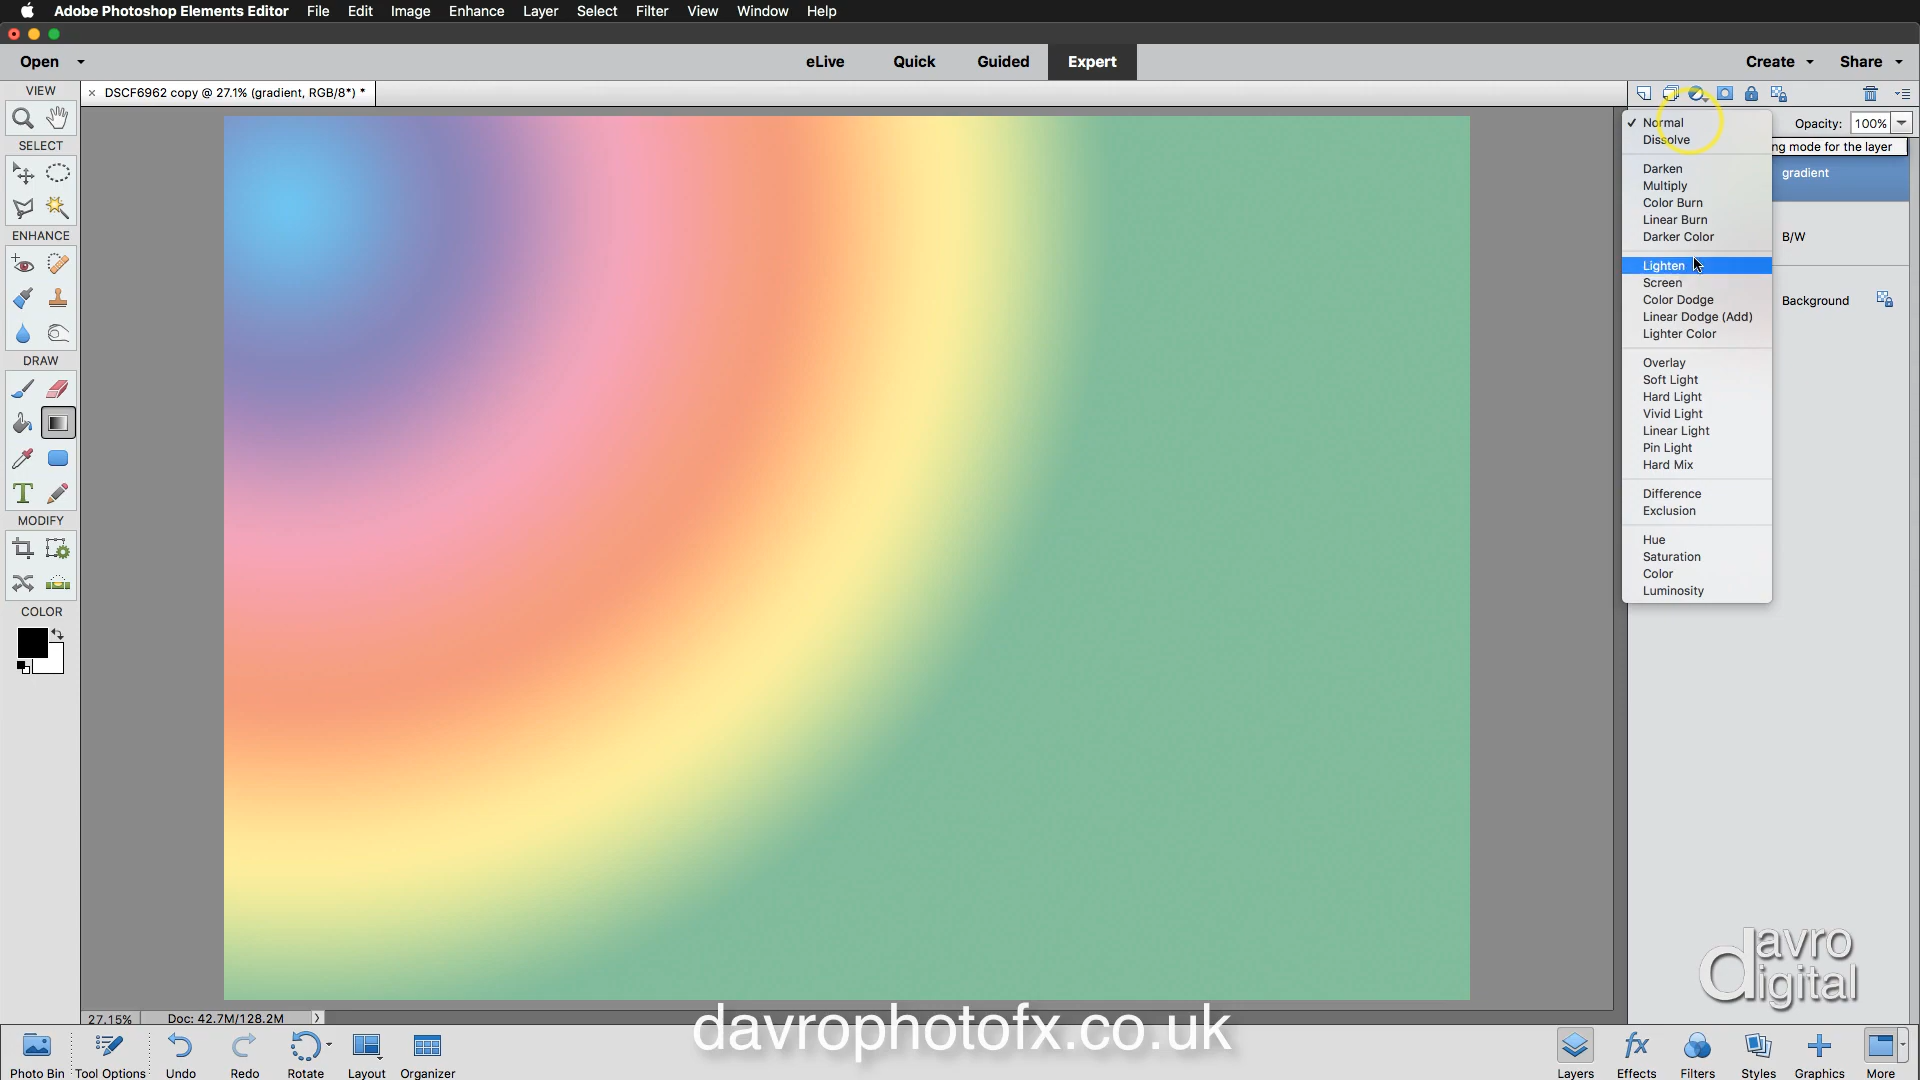 Adobe Photoshop Elements Editor File Edit Image Enhance Layer Select Filter View Window Help
Open eLive Quick Guided Expert Create Share
VIEW
× DSCF6962 copy @ 27.1% (gradient, RGB/8*) *
SELECT
ENHANCE
DRAW
T
MODIFY
COLOR
✓ Normal
Dissolve
Darken
Multiply
Color Burn
Linear Burn
Darker Color
Lighten
Screen
Color Dodge
Linear Dodge (Add)
Lighter Color
Overlay
Soft Light
Hard Light
Vivid Light
Linear Light
Pin Light
Hard Mix
Difference
Exclusion
Hue
Saturation
Color
Luminosity
Opacity: 100%
ng mode for the layer
gradient
B/W
Background
davro
digital
27.15% Doc: 42.7M/128.2M
davrophotofx.co.uk
Photo Bin Tool Options Undo Redo Rotate Layout Organizer
fx
Layers Effects Filters Styles Graphics More